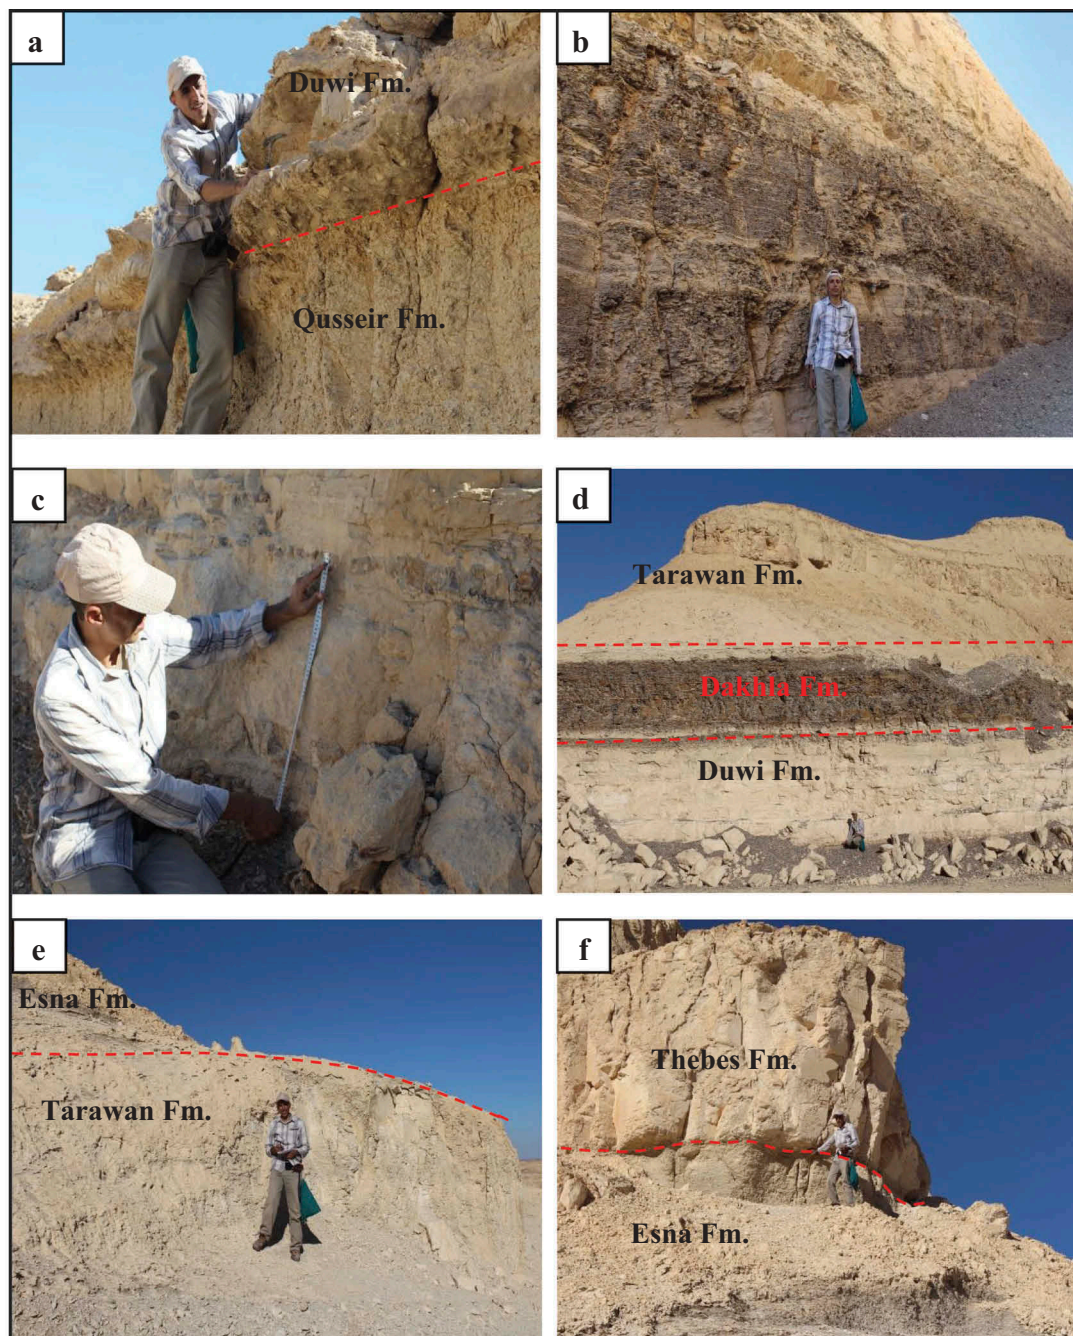 a
Duwi Fm.
Qusseir Fm.
b
c
d
Tarawan Fm.
Dakhla Fm.
Duwi Fm.
e
Esna Fm.
Tarawan Fm.
f
Thebes Fm.
Esna Fm.